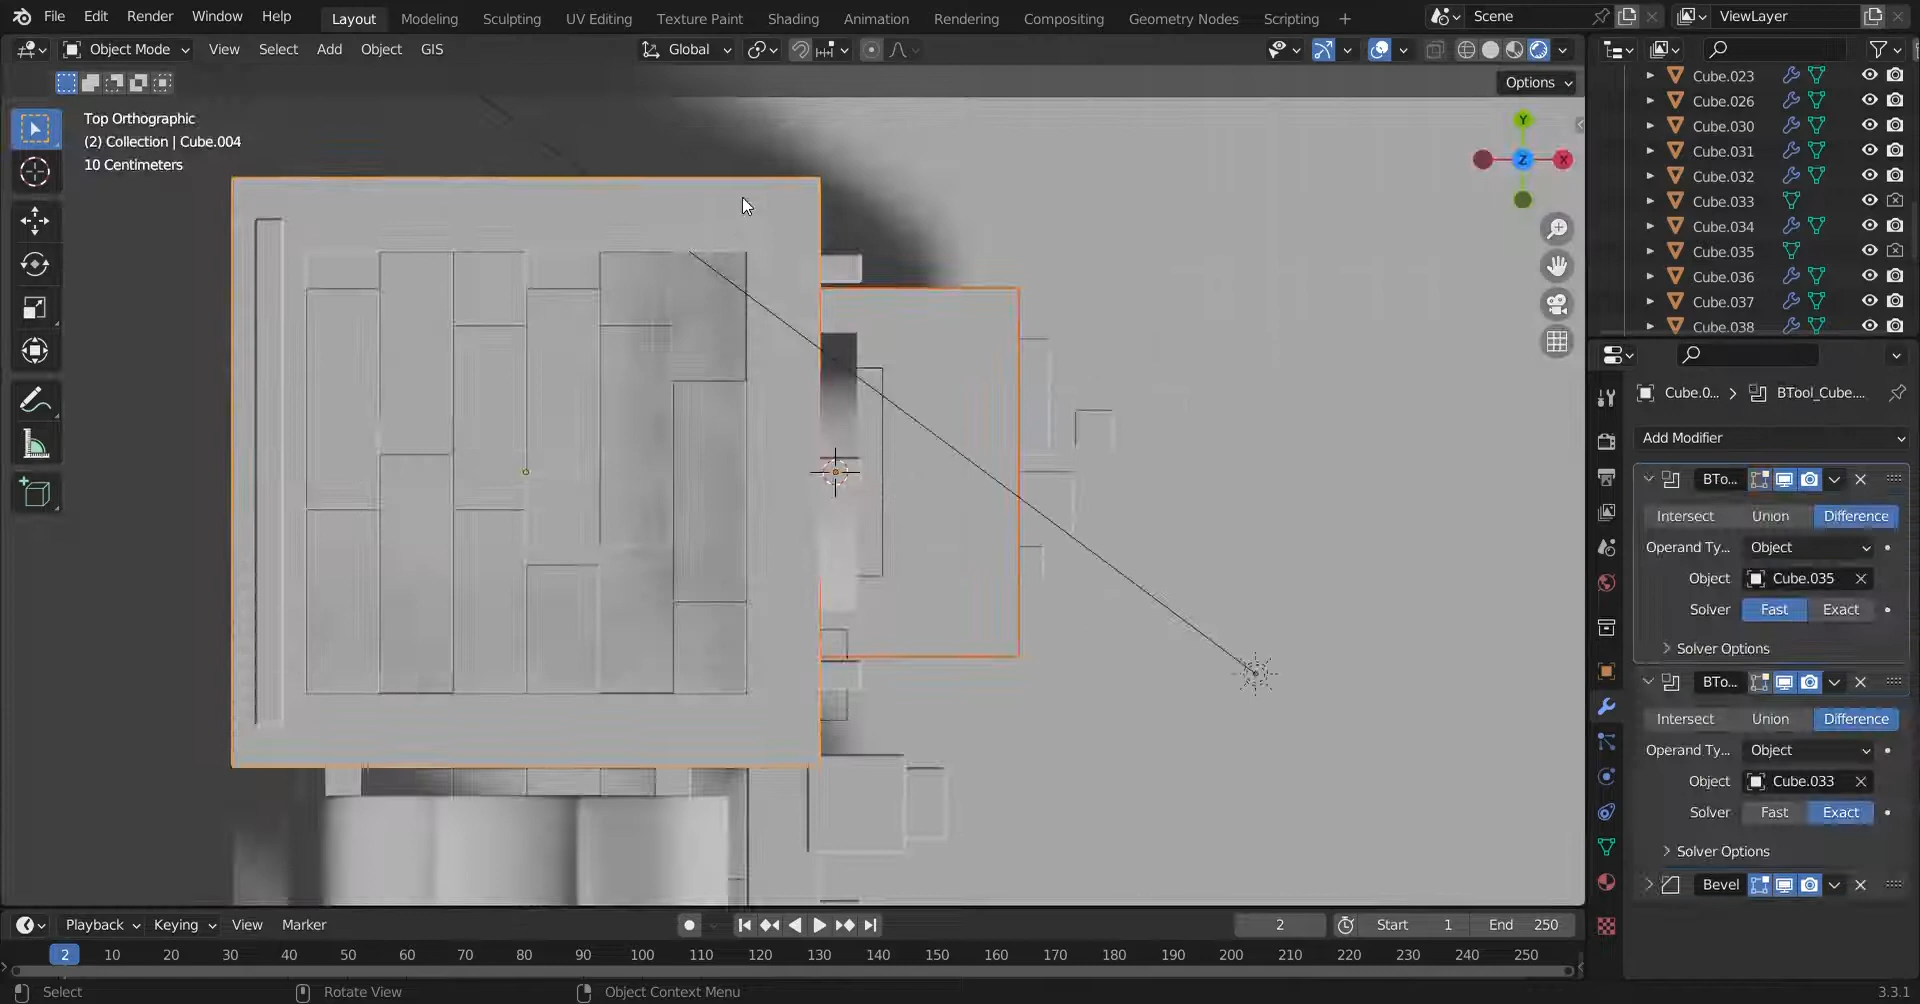 File Edit Render Window Help Layout Modeling Sculpting UV Editing Texture Paint Shading Animation Rendering Compositing Geometry Nodes Scripting + Scene ViewLayer
Object Mode View Select Add Object GIS Global
Options
Top Orthographic
(2) Collection | Cube.004
10 Centimeters
Y
Z
X
Cube.023
Cube.026
Cube.030
Cube.031
Cube.032
Cube.033
Cube.034
Cube.035
Cube.036
Cube.037
Cube.038
Cube.0... > BTool_Cube....
Add Modifier
BTo...
Intersect Union Difference
Operand Ty... Object
Object Cube.035
Solver Fast Exact
Solver Options
BTo...
Intersect Union Difference
Operand Ty... Object
Object Cube.033
Solver Fast Exact
Solver Options
Bevel
Playback Keying View Marker 2 Start 1 End 250
2 10 20 30 40 50 60 70 80 90 100 110 120 130 140 150 160 170 180 190 200 210 220 230 240 250
Select Rotate View Object Context Menu 3.3.1